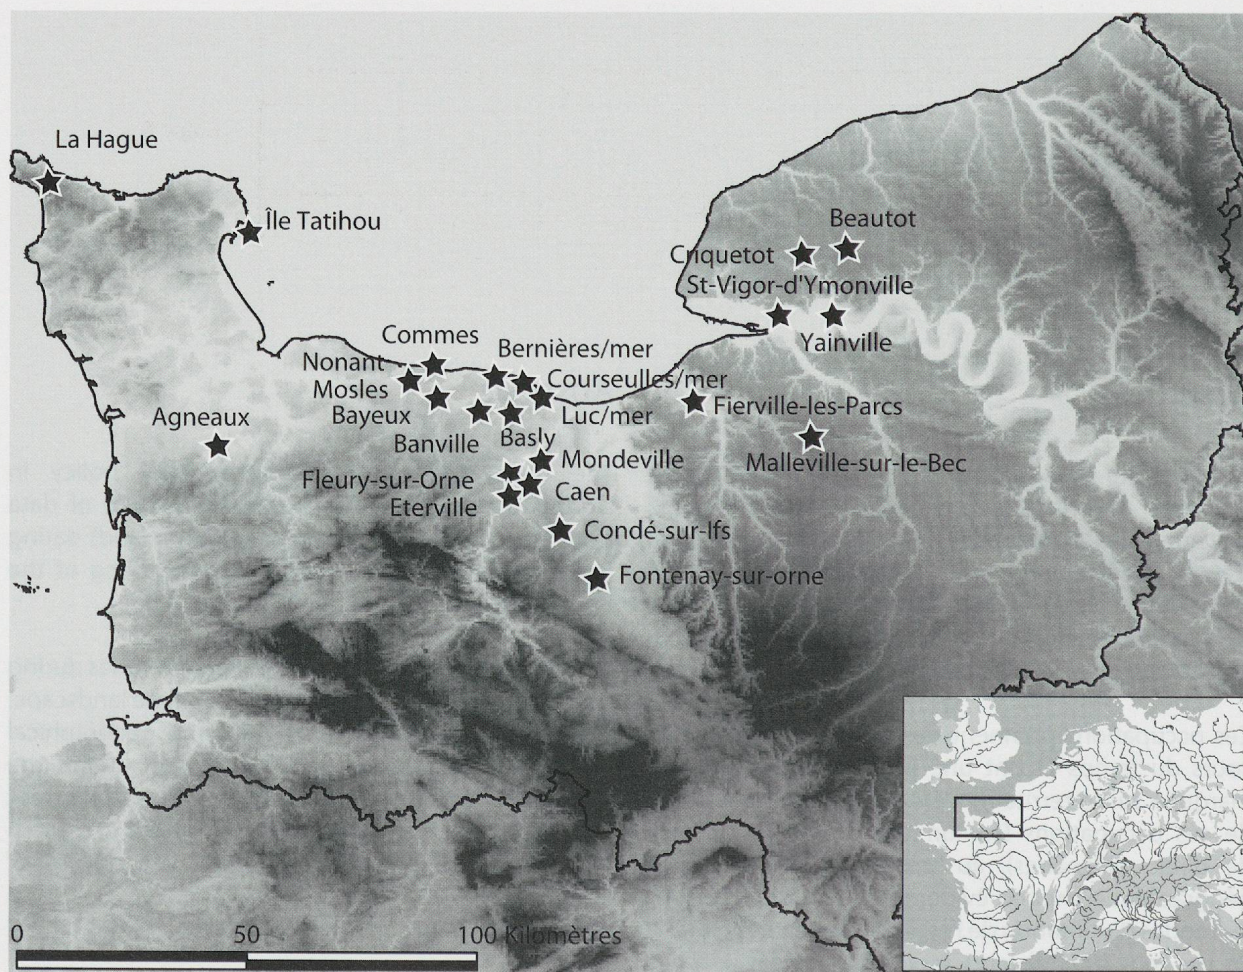 La Hague
Île Tatihou
Beautot
Criquetot
St-Vigor-d'Ymonville
Yainville
Commes
Bernières/mer
Nonant
Courseulles/mer
Mosles
Fierville-les-Parcs
Agneaux
Bayeux
Luc/mer
Banville
Basly
Mondeville
Malleville-sur-le-Bec
Fleury-sur-Orne
Caen
Eterville
Condé-sur-Ifs
Fontenay-sur-orne
0 50 100 Kilomètres